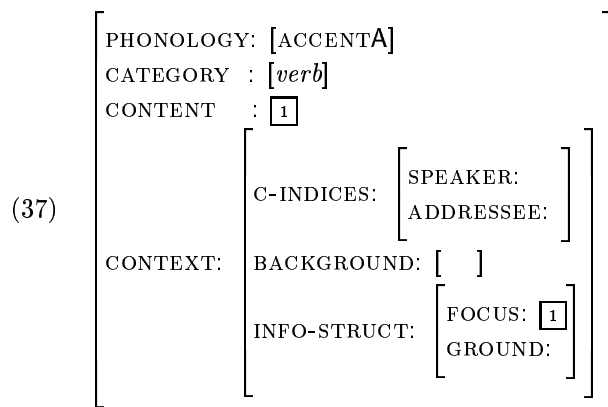 PHONOLOGY: [ACCENTA]
CATEGORY : [verb]
CONTENT : 1
C-INDICES: SPEAKER:
ADDRESSEE:
(37)
CONTEXT: BACKGROUND: [ ]
INFO-STRUCT: FOCUS: 1
GROUND: